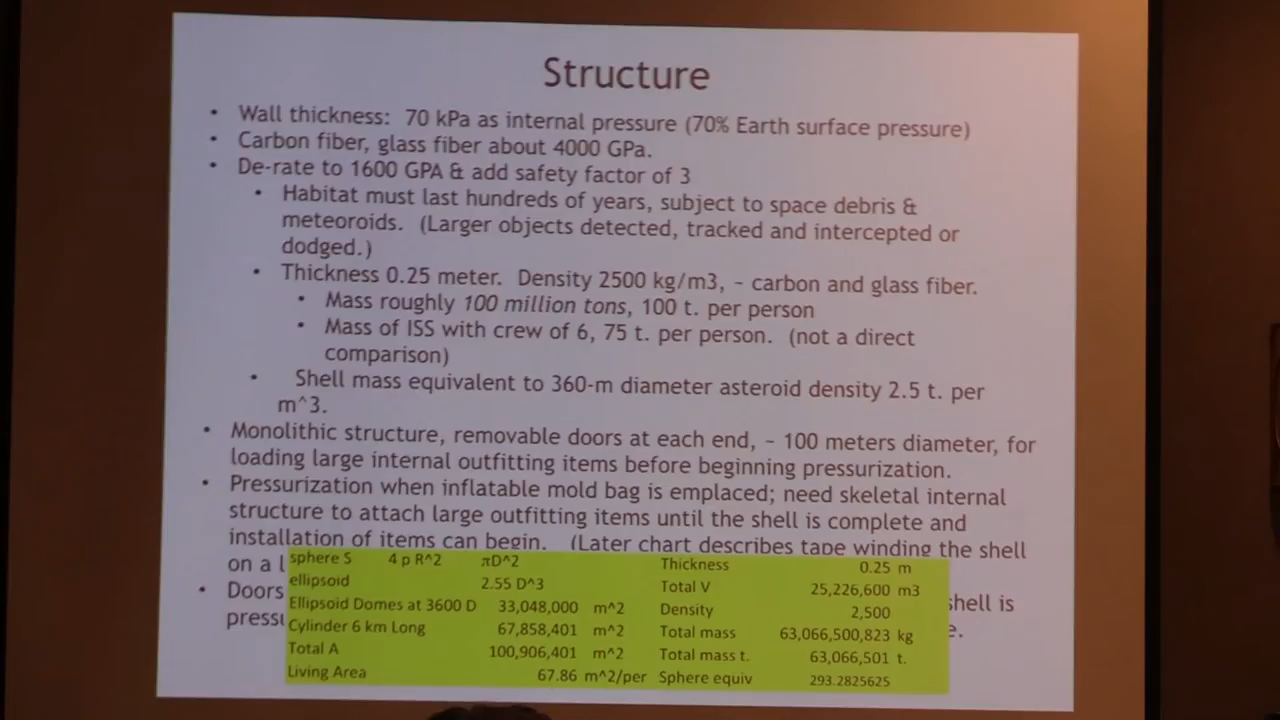 Structure
• Wall thickness: 70 kPa as internal pressure (70% Earth surface pressure)
• Carbon fiber, glass fiber about 4000 GPa.
• De-rate to 1600 GPA & add safety factor of 3
• Habitat must last hundreds of years, subject to space debris &
meteoroids. (Larger objects detected, tracked and intercepted or
dodged.)
• Thickness 0.25 meter. Density 2500 kg/m3, ~ carbon and glass fiber.
• Mass roughly 100 million tons, 100 t. per person
• Mass of ISS with crew of 6, 75 t. per person. (not a direct
comparison)
• Shell mass equivalent to 360-m diameter asteroid density 2.5 t. per
m^3.
• Monolithic structure, removable doors at each end, ~ 100 meters diameter, for
loading large internal outfitting items before beginning pressurization.
• Pressurization when inflatable mold bag is emplaced; need skeletal internal
structure to attach large outfitting items until the shell is complete and
installation of items can begin. (Later chart describes tape winding the shell
on a l
• Doors shell is
press e.
sphere S 4 p R^2 πD^2 Thickness 0.25 m
ellipsoid 2.55 D^3 Total V 25,226,600 m3
Ellipsoid Domes at 3600 D 33,048,000 m^2 Density 2,500
Cylinder 6 km Long 67,858,401 m^2 Total mass 63,066,500,823 kg
Total A 100,906,401 m^2 Total mass t. 63,066,501 t.
Living Area 67.86 m^2/per Sphere equiv 293.2825625